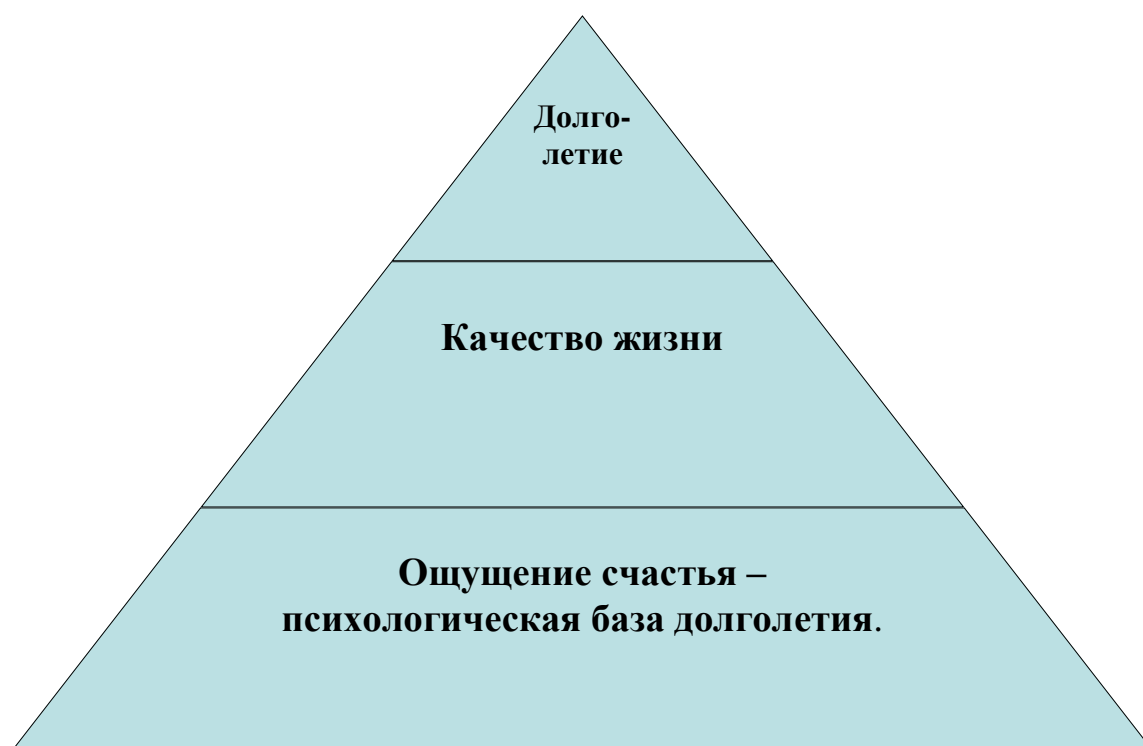 Долго-
летие
Качество жизни
Ощущение счастья –
психологическая база долголетия.